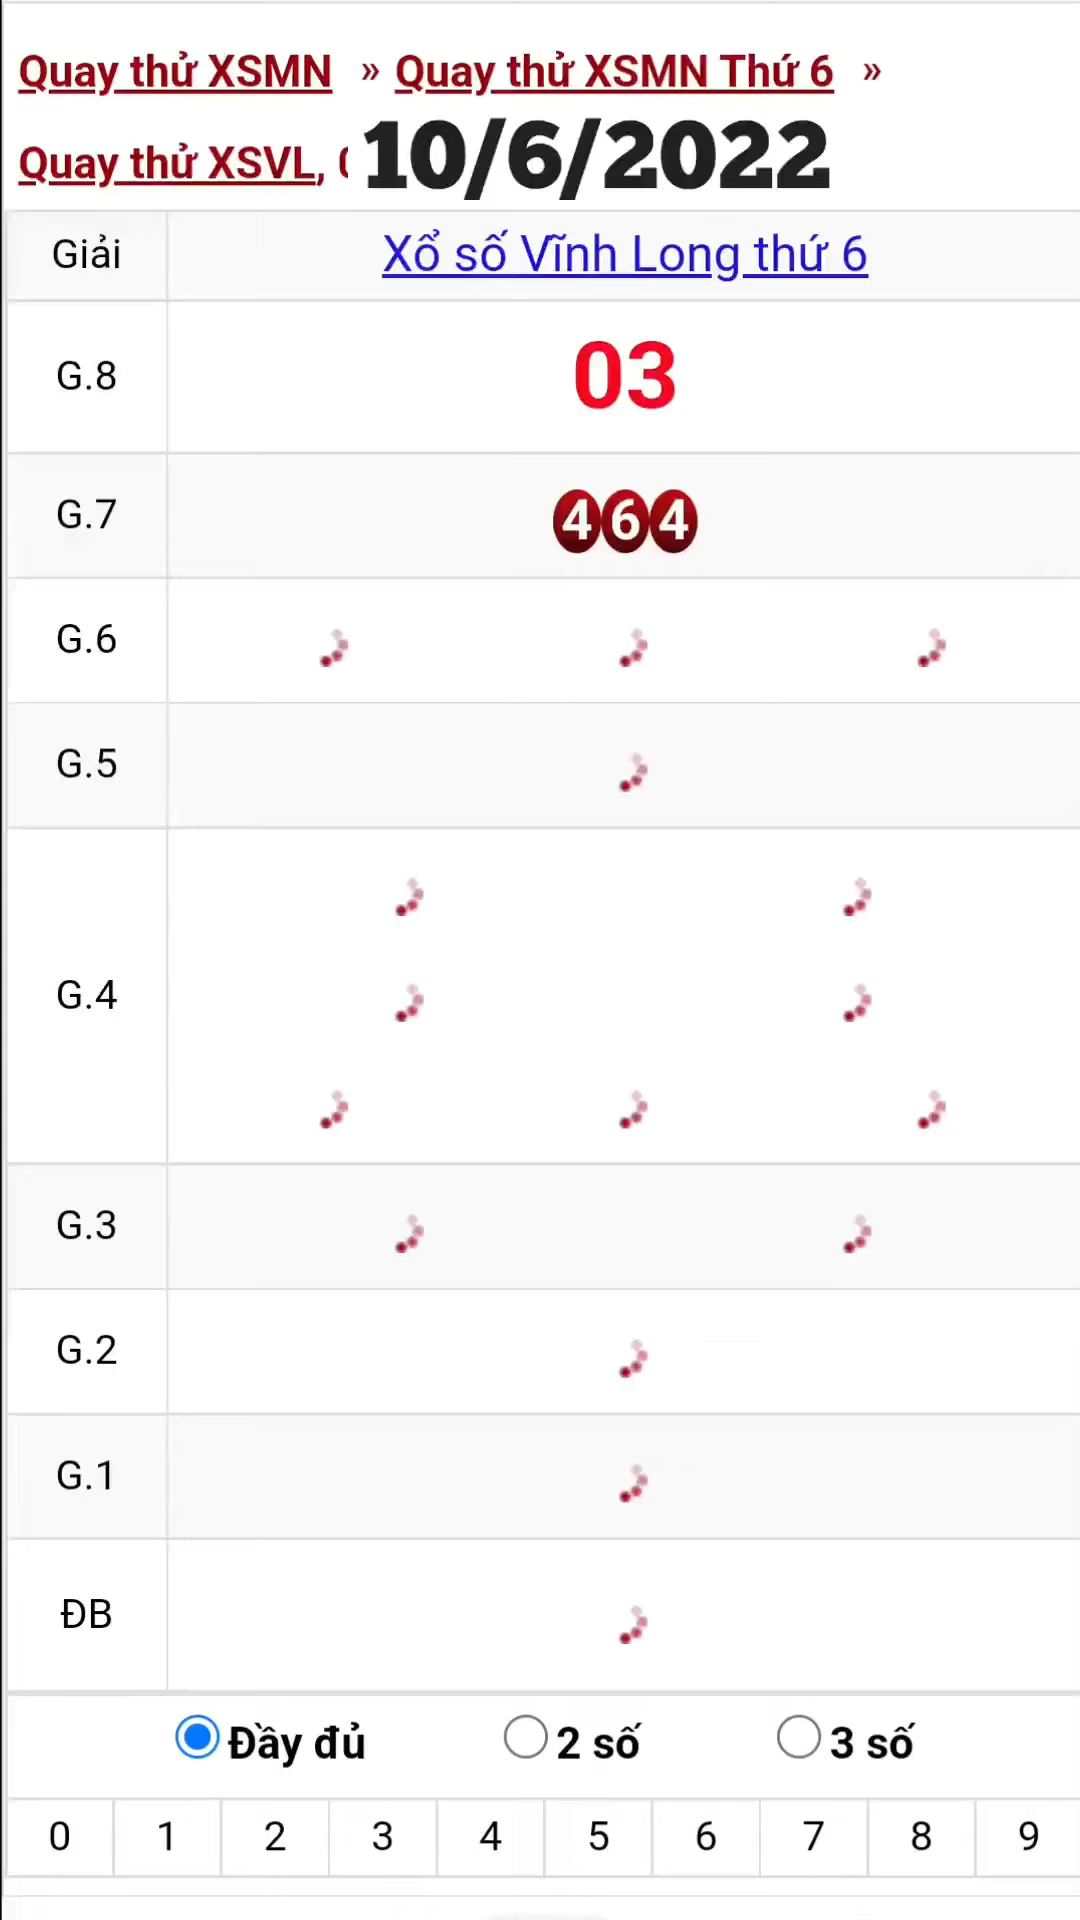 Quay thử XSMN » Quay thử XSMN Thứ 6 »
Quay thử XSVL, 10/6/2022
Giải Xổ số Vĩnh Long thứ 6
G.8 03
G.7 464
G.6
G.5
G.4
G.3
G.2
G.1
ĐB
Đầy đủ 2 số 3 số
0 1 2 3 4 5 6 7 8 9